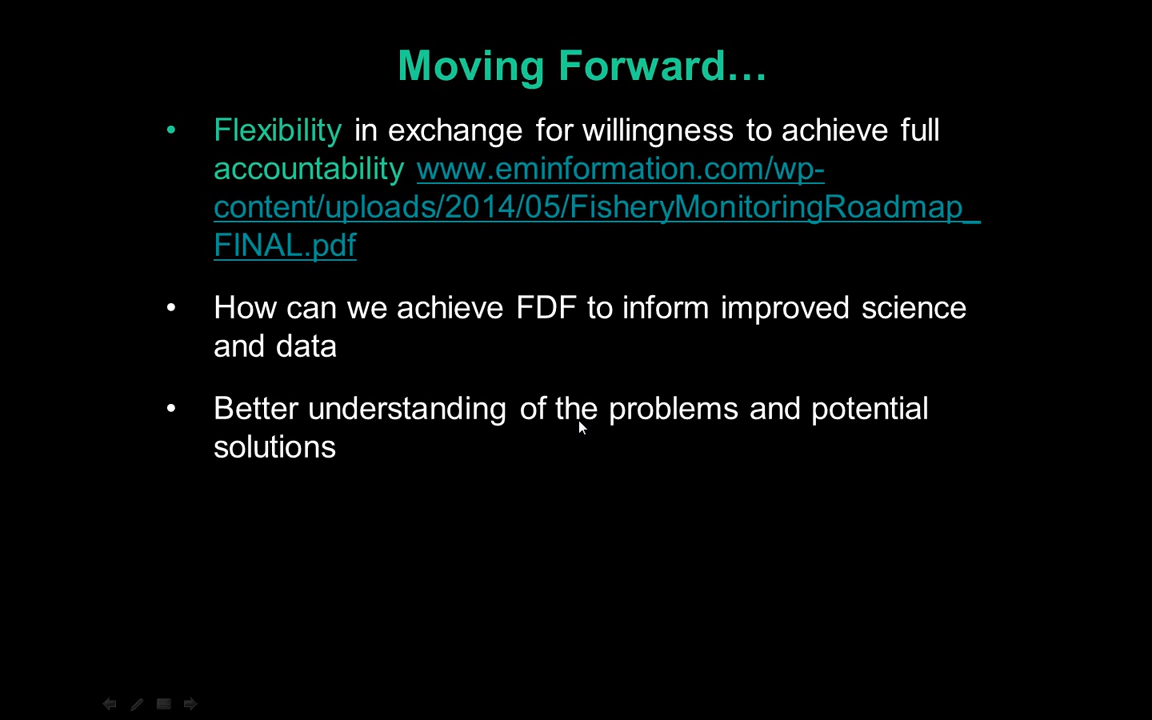 Moving Forward…
• Flexibility in exchange for willingness to achieve full
accountability www.eminformation.com/wp-
content/uploads/2014/05/FisheryMonitoringRoadmap_
FINAL.pdf
• How can we achieve FDF to inform improved science
and data
• Better understanding of the problems and potential
solutions